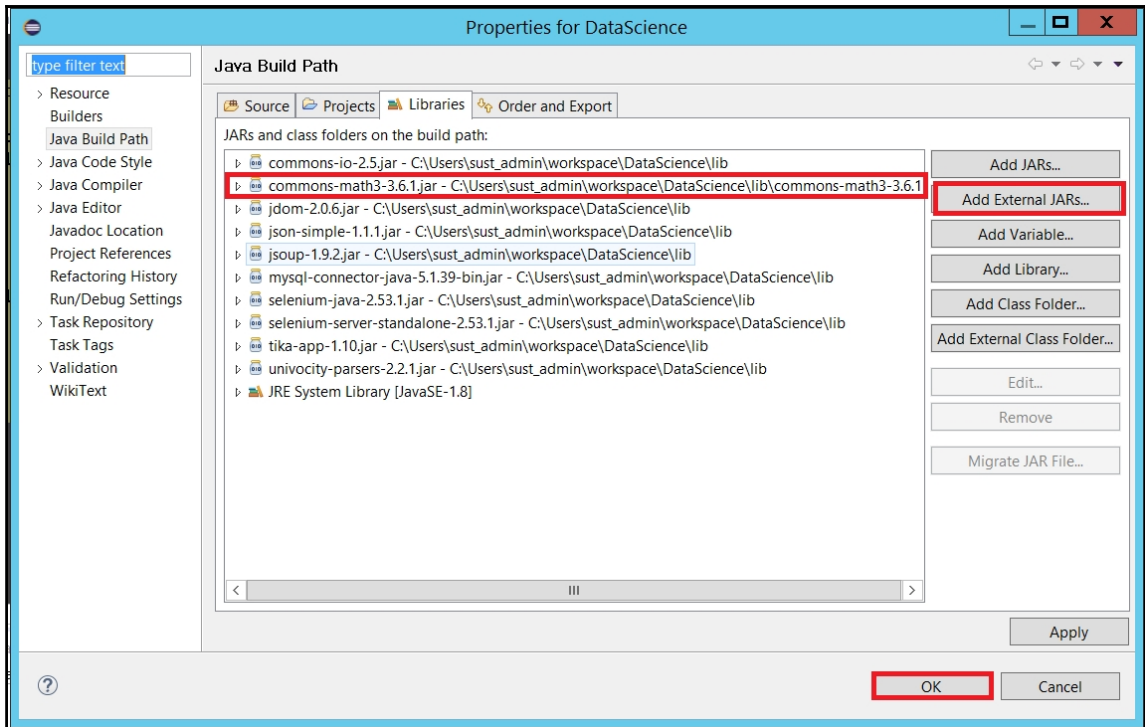 Properties for DataScience
type filter text
Resource
Builders
Java Build Path
Java Code Style
Java Compiler
Java Editor
Javadoc Location
Project References
Refactoring History
Run/Debug Settings
Task Repository
Task Tags
Validation
WikiText
Java Build Path
Source Projects Libraries Order and Export
JARs and class folders on the build path:
commons-io-2.5.jar - C:\Users\sust_admin\workspace\DataScience\lib
commons-math3-3.6.1.jar - C:\Users\sust_admin\workspace\DataScience\lib\commons-math3-3.6.1
jdom-2.0.6.jar - C:\Users\sust_admin\workspace\DataScience\lib
json-simple-1.1.1.jar - C:\Users\sust_admin\workspace\DataScience\lib
jsoup-1.9.2.jar - C:\Users\sust_admin\workspace\DataScience\lib
mysql-connector-java-5.1.39-bin.jar - C:\Users\sust_admin\workspace\DataScience\lib
selenium-java-2.53.1.jar - C:\Users\sust_admin\workspace\DataScience\lib
selenium-server-standalone-2.53.1.jar - C:\Users\sust_admin\workspace\DataScience\lib
tika-app-1.10.jar - C:\Users\sust_admin\workspace\DataScience\lib
univocity-parsers-2.2.1.jar - C:\Users\sust_admin\workspace\DataScience\lib
JRE System Library [JavaSE-1.8]
Add JARs...
Add External JARs...
Add Variable...
Add Library...
Add Class Folder...
Add External Class Folder...
Edit...
Remove
Migrate JAR File...
Apply
OK
Cancel